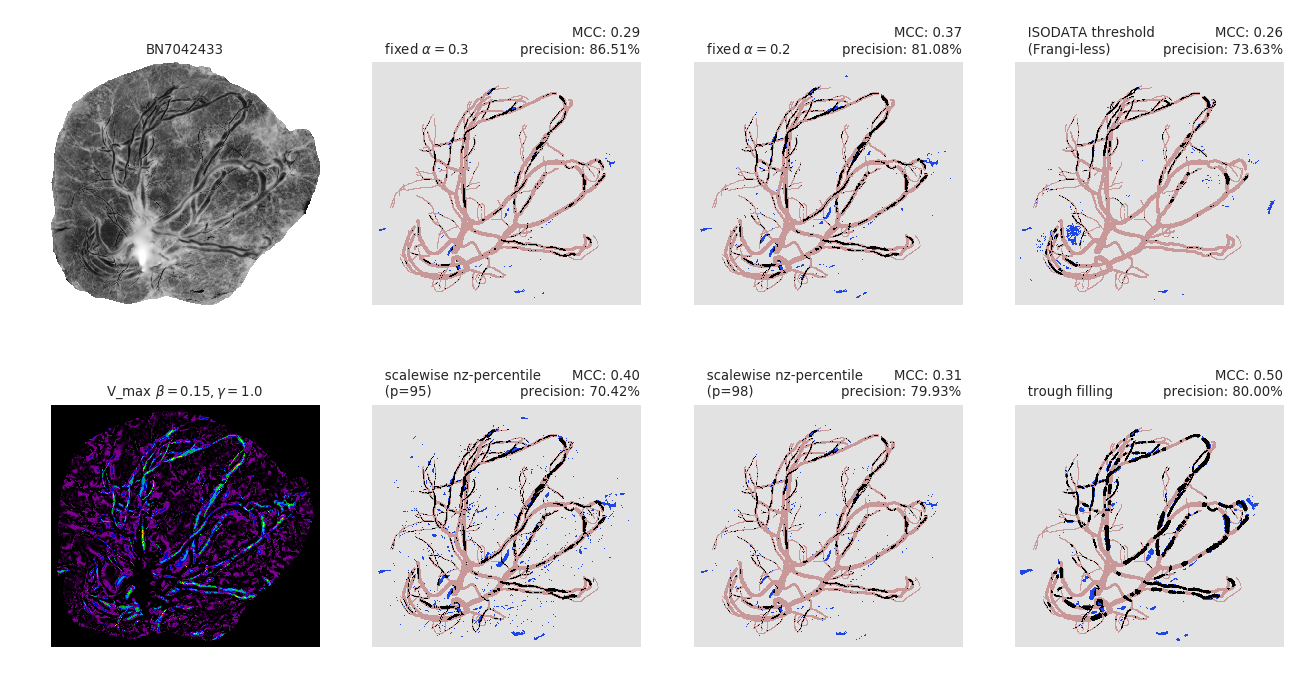 BN7042433
fixed α = 0.3
MCC: 0.29
precision: 86.51%
fixed α = 0.2
MCC: 0.37
precision: 81.08%
ISODATA threshold
(Frangi-less)
MCC: 0.26
precision: 73.63%
V_max β = 0.15, γ = 1.0
scalewise nz-percentile
(p=95)
MCC: 0.40
precision: 70.42%
scalewise nz-percentile
(p=98)
MCC: 0.31
precision: 79.93%
trough filling
MCC: 0.50
precision: 80.00%